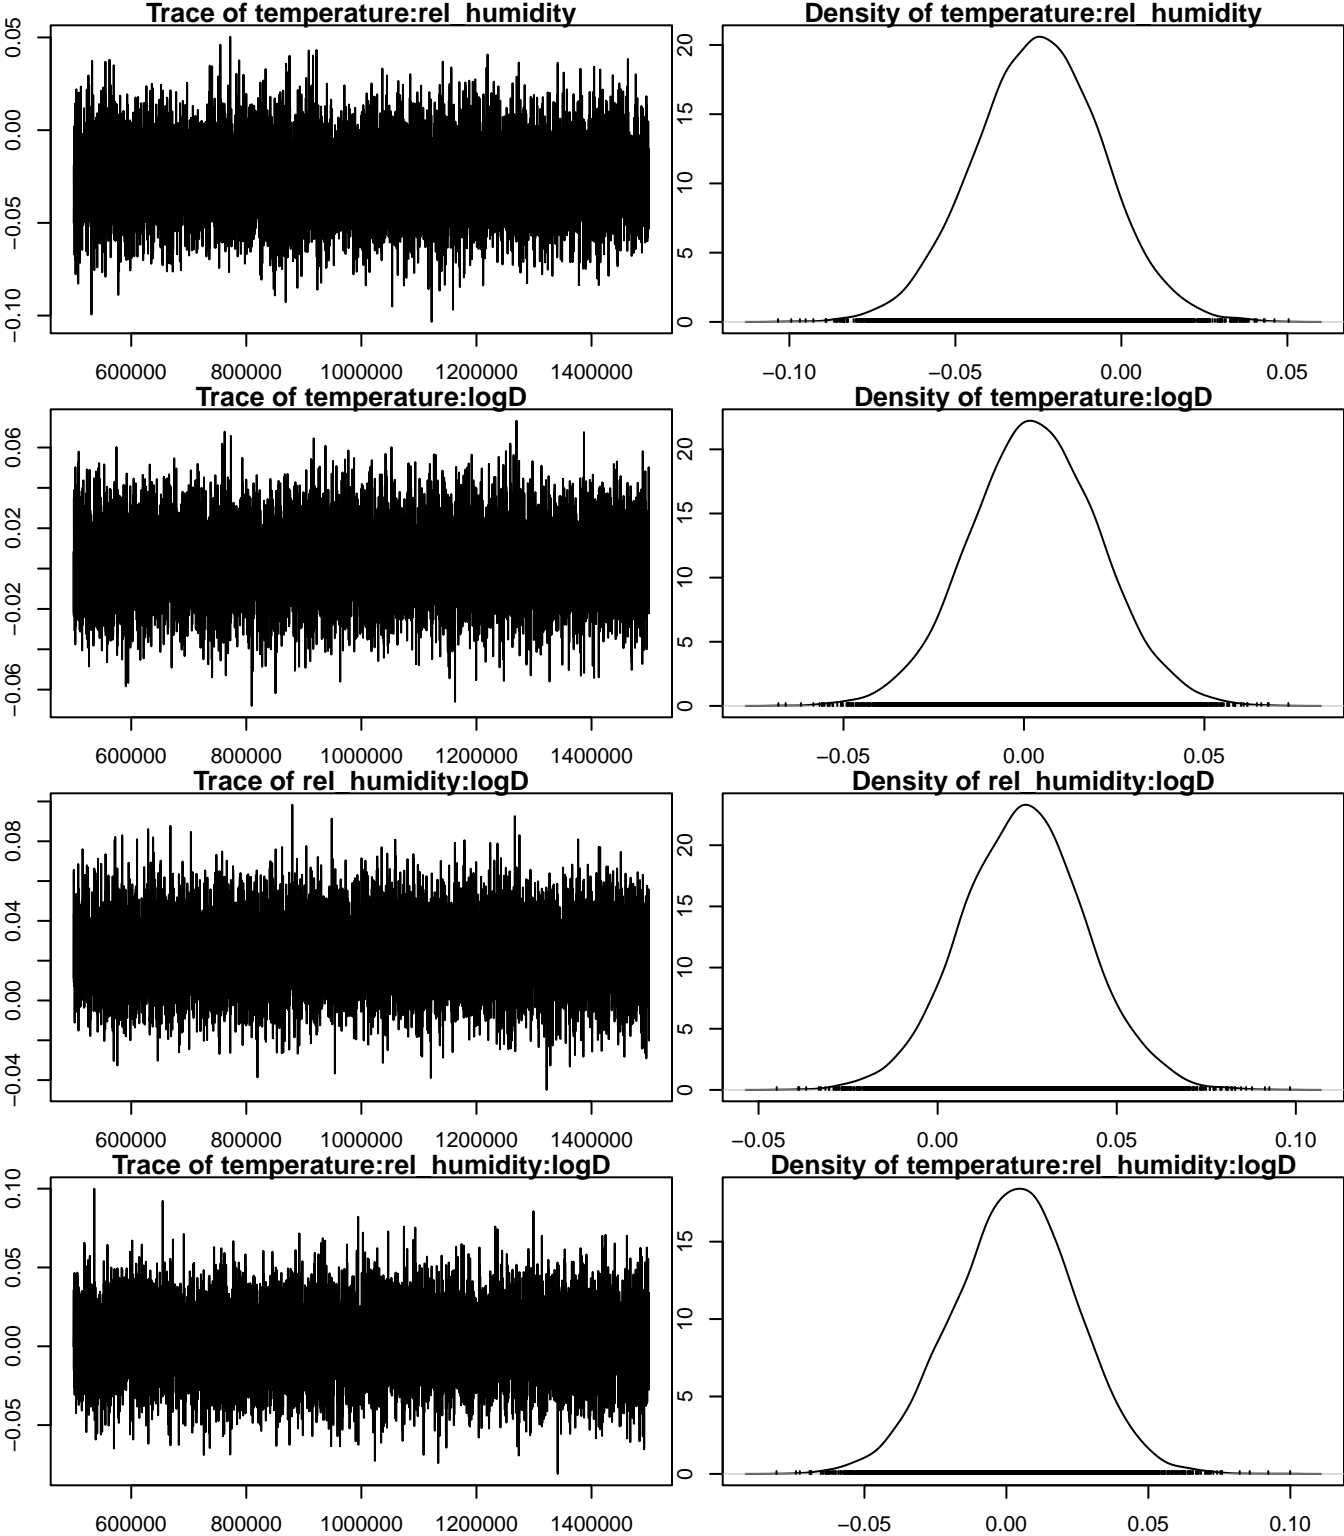 Trace of temperature:rel_humidity
Density of temperature:rel_humidity
0.05
0.00
−0.05
−0.10
600000 800000 1000000 1200000 1400000
20
15
10
5
0
−0.10 −0.05 0.00 0.05
Trace of temperature:logD
Density of temperature:logD
0.06
0.02
−0.02
−0.06
600000 800000 1000000 1200000 1400000
20
15
10
5
0
−0.05 0.00 0.05
Trace of rel_humidity:logD
Density of rel_humidity:logD
0.08
0.04
0.00
−0.04
600000 800000 1000000 1200000 1400000
20
15
10
5
0
−0.05 0.00 0.05 0.10
Trace of temperature:rel_humidity:logD
Density of temperature:rel_humidity:logD
0.10
0.05
0.00
−0.05
600000 800000 1000000 1200000 1400000
15
10
5
0
−0.05 0.00 0.05 0.10